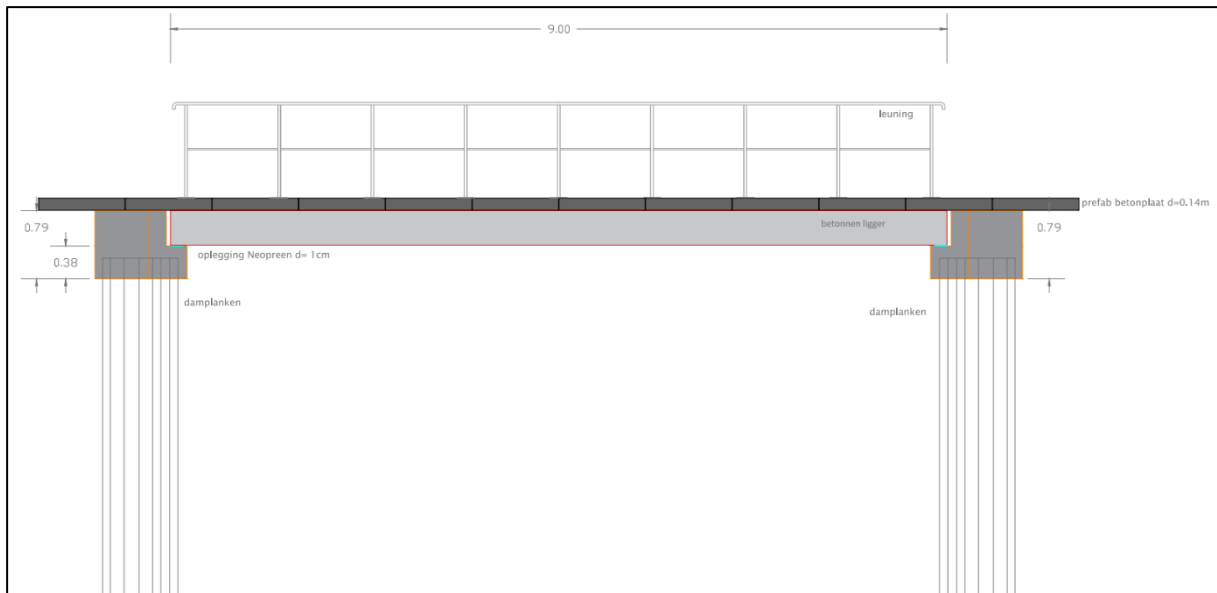 9.00
leuning
prefab betonplaat d=0.14m
0.79
betonnen ligger
0.79
oplegging Neopreen d= 1cm
0.38
damplanken
damplanken